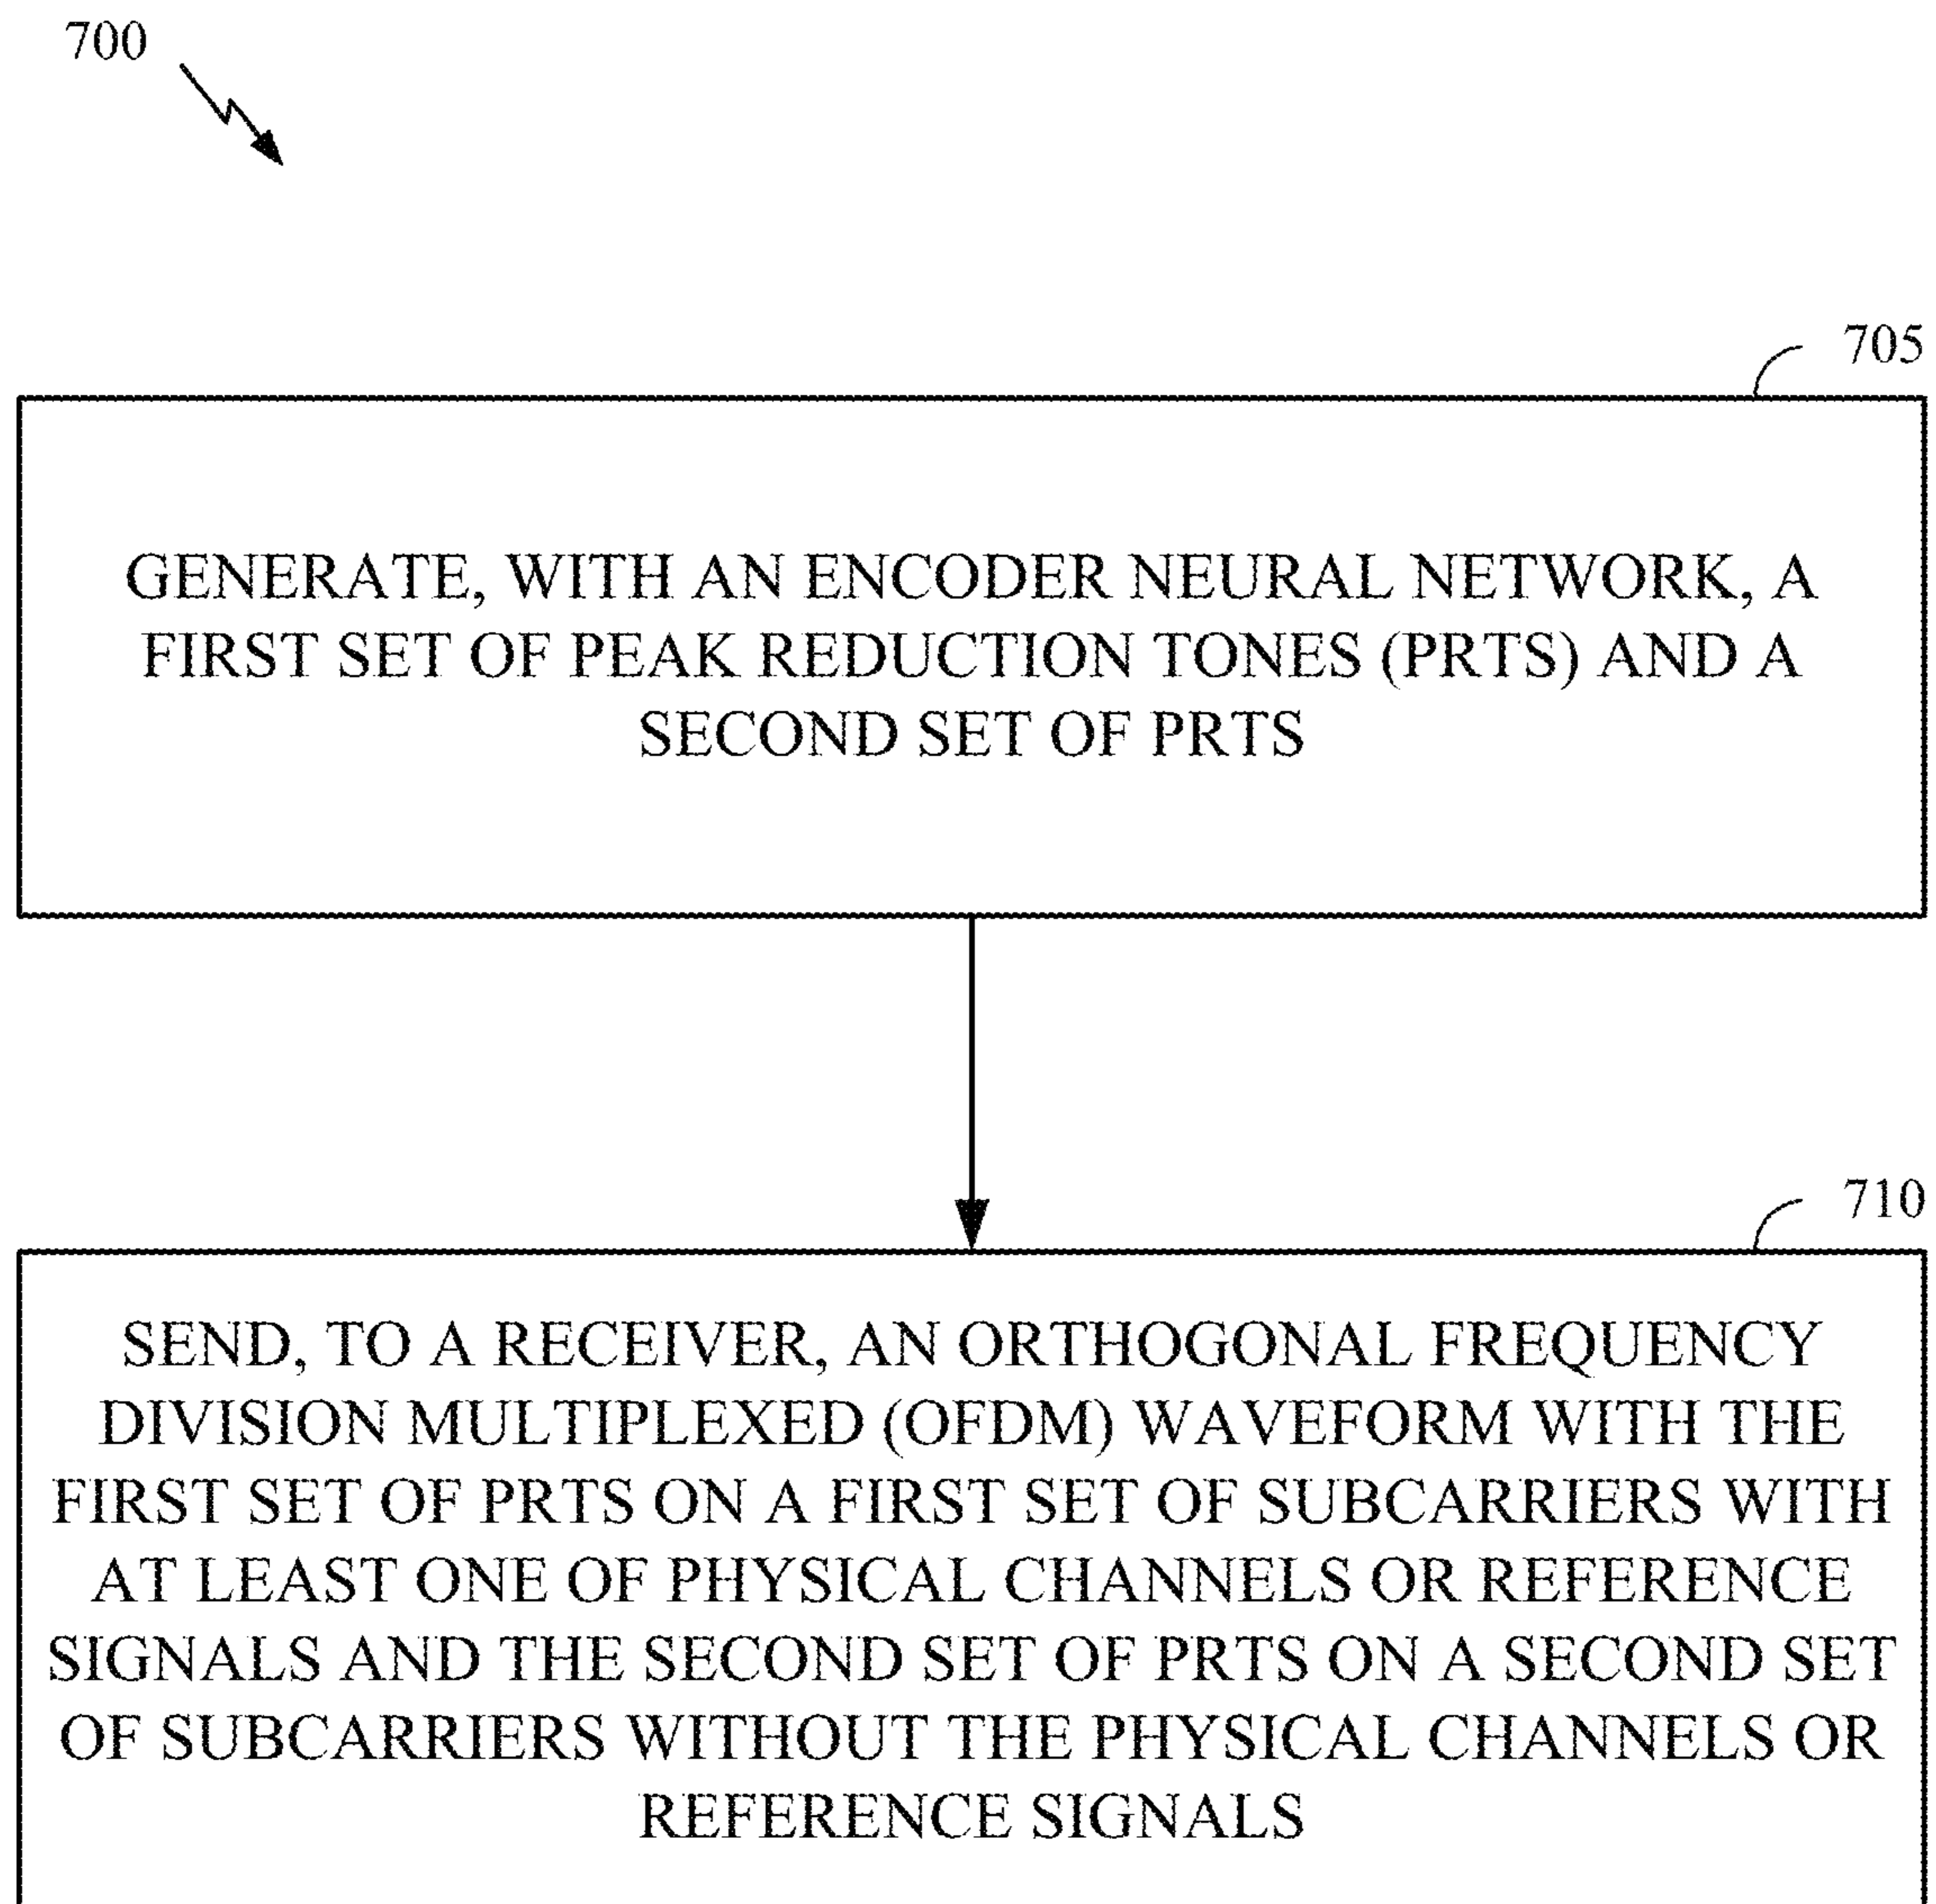 700
705
GENERATE, WITH AN ENCODER NEURAL NETWORK, A
FIRST SET OF PEAK REDUCTION TONES (PRTS) AND A
SECOND SET OF PRTS
710
SEND, TO A RECEIVER, AN ORTHOGONAL FREQUENCY
DIVISION MULTIPLEXED (OFDM) WAVEFORM WITH THE
FIRST SET OF PRTS ON A FIRST SET OF SUBCARRIERS WITH
AT LEAST ONE OF PHYSICAL CHANNELS OR REFERENCE
SIGNALS AND THE SECOND SET OF PRTS ON A SECOND SET
OF SUBCARRIERS WITHOUT THE PHYSICAL CHANNELS OR
REFERENCE SIGNALS